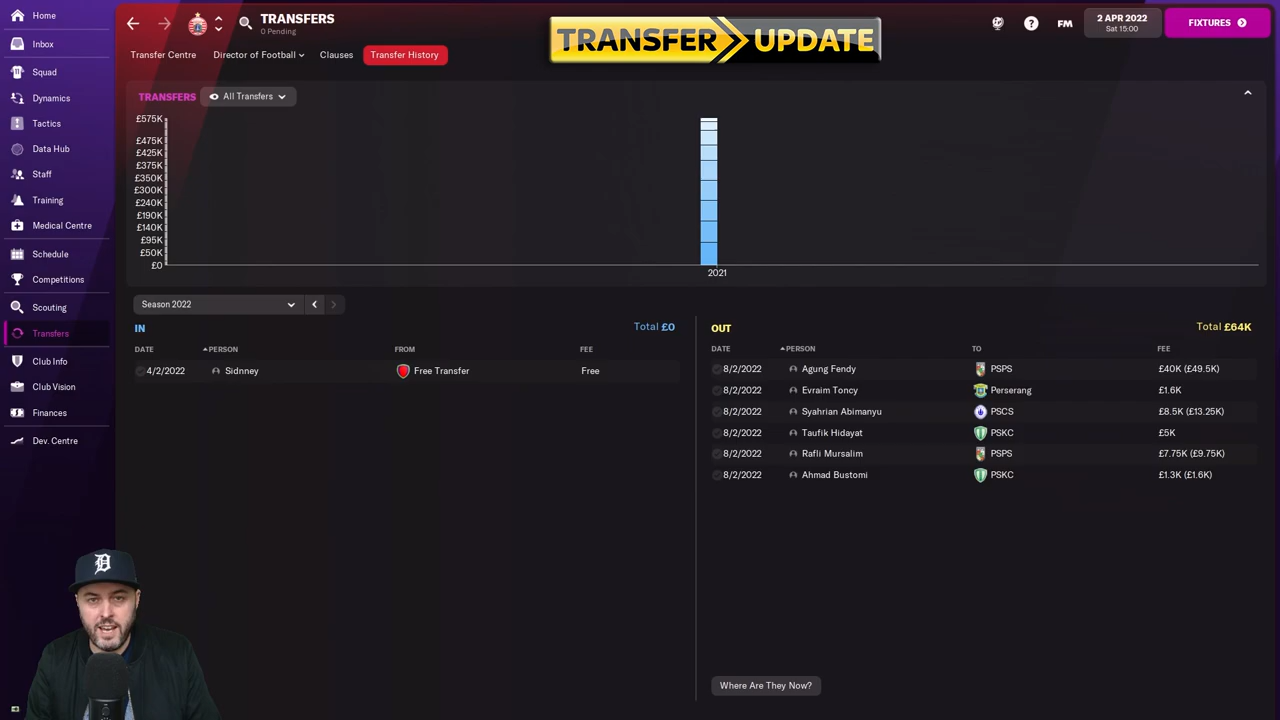 Home
Inbox
Squad
Dynamics
Tactics
Data Hub
Staff
Training
Medical Centre
Schedule
Competitions
Scouting
Transfers
Club Info
Club Vision
Finances
Dev. Centre
TRANSFERS
0 Pending
TRANSFER UPDATE
FM
2 APR 2022
Sat 15:00
FIXTURES
Transfer Centre Director of Football Clauses Transfer History
TRANSFERS All Transfers
£575K
£475K
£425K
£375K
£350K
£300K
£240K
£190K
£140K
£95K
£50K
£0
2021
Season 2022
IN Total £0
DATE PERSON FROM FEE
4/2/2022 Sidnney Free Transfer Free
OUT Total £64K
DATE PERSON TO FEE
8/2/2022 Agung Fendy PSPS £40K (£49.5K)
8/2/2022 Evraim Toncy Perserang £1.6K
8/2/2022 Syahrian Abimanyu PSCS £8.5K (£13.25K)
8/2/2022 Taufik Hidayat PSKC £5K
8/2/2022 Rafli Mursalim PSPS £7.75K (£9.75K)
8/2/2022 Ahmad Bustomi PSKC £1.3K (£1.6K)
Where Are They Now?